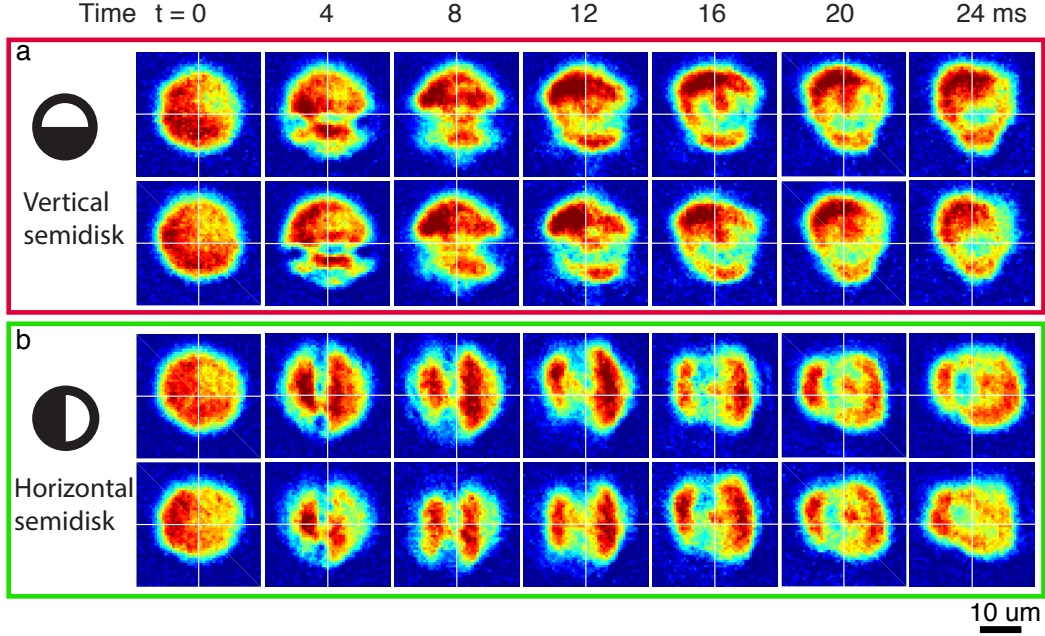 Time t = 0 4 8 12 16 20 24 ms
a
Vertical
semidisk
b
Horizontal
semidisk
10 um